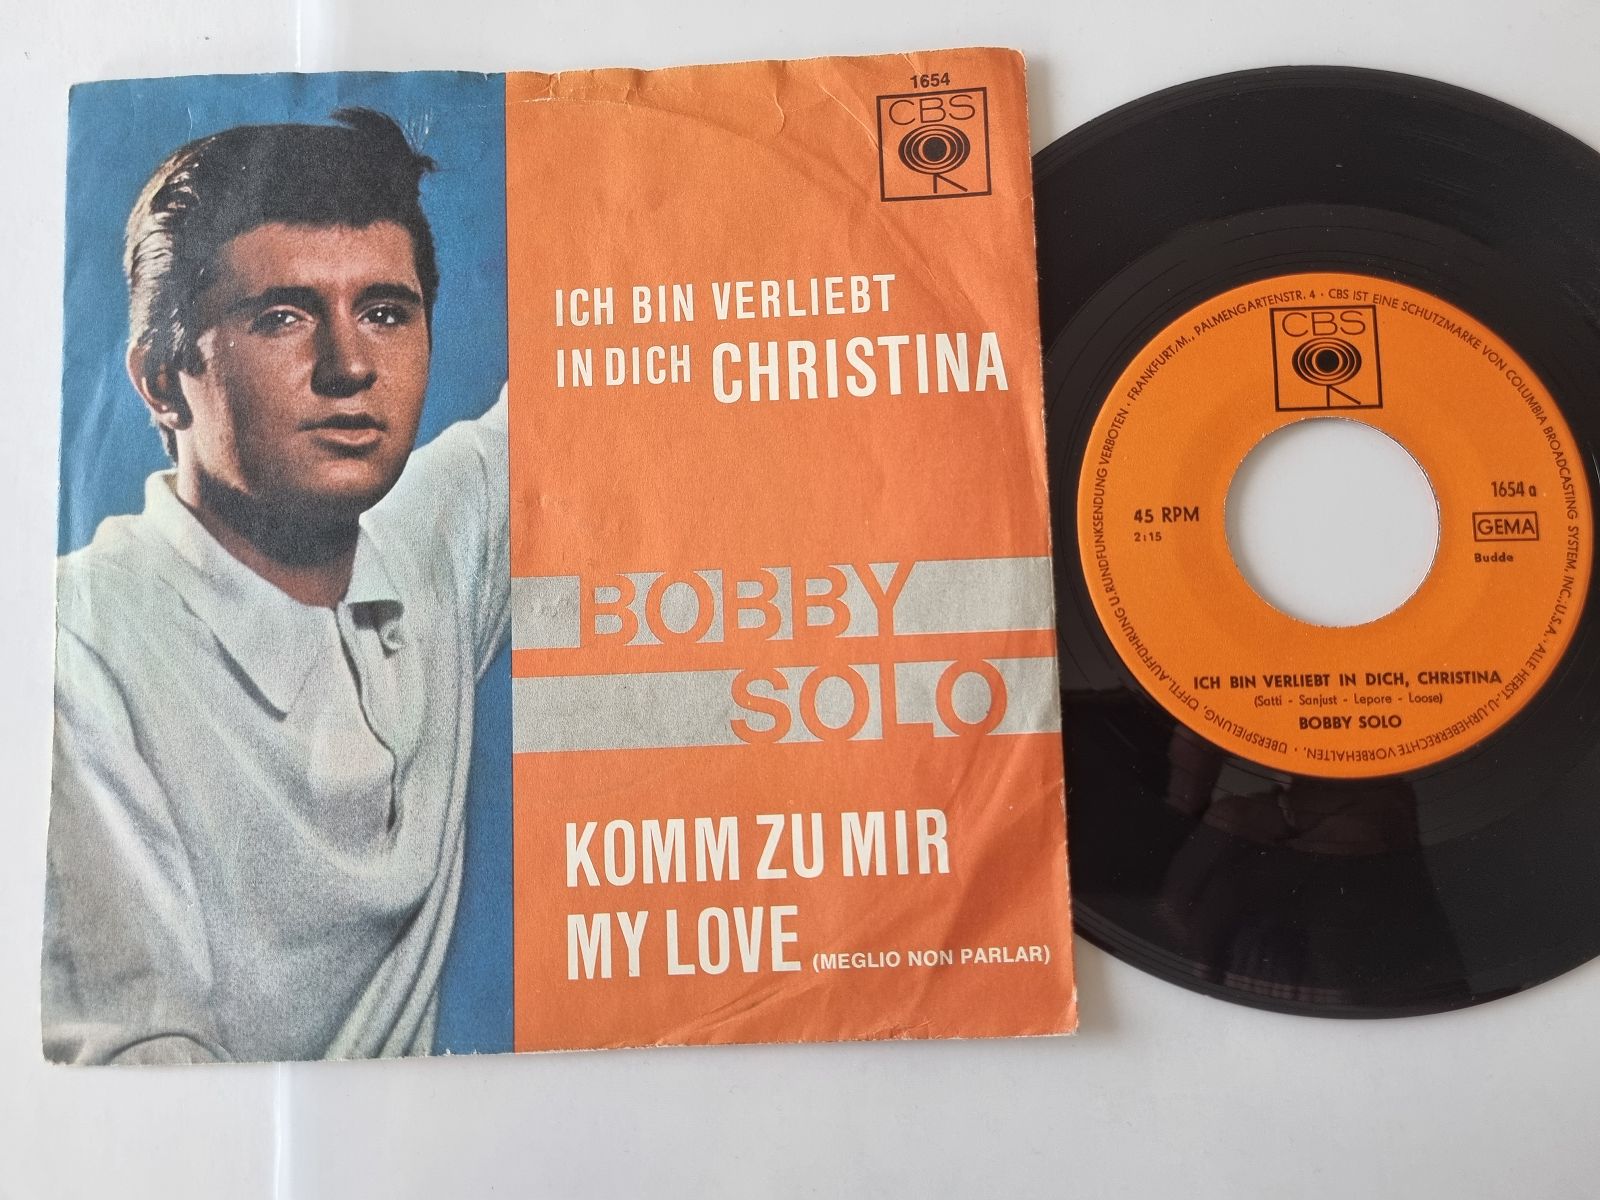 1654
CBS
ICH BIN VERLIEBT
IN DICH CHRISTINA
BOBBY
SOLO
KOMM ZU MIR
MY LOVE (MEGLIO NON PARLAR)
ÜBERSPIELUNG, ÖFFTL. AUFFÜHRUNG U. RUNDFUNKSENDUNG VERBOTEN · FRANKFURT/M., PALMENGARTENSTR. 4 · CBS IST EINE SCHUTZMARKE VON COLUMBIA BROADCASTING SYSTEM, INC., U.S.A. · ALLE HERST.-U. URHEBERRECHTE VORBEHALTEN.
CBS
45 RPM
2:15
1654 a
GEMA
Budde
ICH BIN VERLIEBT IN DICH, CHRISTINA
(Satti - Sanjust - Lepore - Loose)
BOBBY SOLO